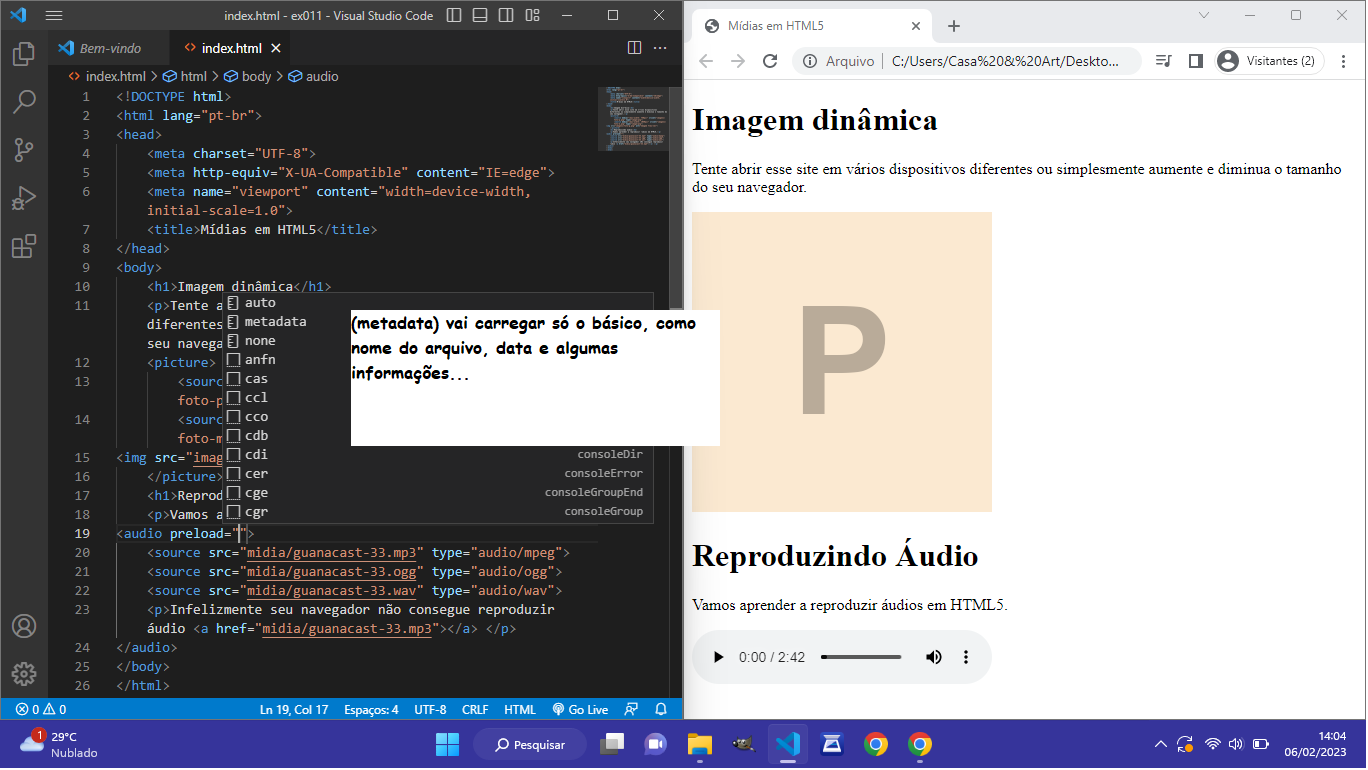 index.html - ex011 - Visual Studio Code
Bem-vindo
index.html
index.html > html > body > audio
1 <!DOCTYPE html>
2 <html lang="pt-br">
3 <head>
4 <meta charset="UTF-8">
5 <meta http-equiv="X-UA-Compatible" content="IE=edge">
6 <meta name="viewport" content="width=device-width,
initial-scale=1.0">
7 <title>Mídias em HTML5</title>
8 </head>
9 <body>
10 <h1>Imagem dinâmica</h1>
11 <p>Tente a
diferentes
seu navega
12 <picture>
13 <sourc
foto-p
14 <sourc
foto-m
15 <img src="imag
16 </picture>
17 <h1>Reprod
18 <p>Vamos a
19 <audio preload="">
20 <source src="midia/guanacast-33.mp3" type="audio/mpeg">
21 <source src="midia/guanacast-33.ogg" type="audio/ogg">
22 <source src="midia/guanacast-33.wav" type="audio/wav">
23 <p>Infelizmente seu navegador não consegue reproduzir
áudio <a href="midia/guanacast-33.mp3"></a> </p>
24 </audio>
25 </body>
26 </html>
auto
metadata
none
anfn
cas
ccl
cco
cdb
cdi consoleDir
cer consoleError
cge consoleGroupEnd
cgr consoleGroup
(metadata) vai carregar só o básico, como
nome do arquivo, data e algumas
informações...
0 0
Ln 19, Col 17 Espaços: 4 UTF-8 CRLF HTML Go Live
Mídias em HTML5
Arquivo | C:/Users/Casa%20&%20Art/Deskto...
Visitantes (2)
Imagem dinâmica
Tente abrir esse site em vários dispositivos diferentes ou simplesmente aumente e diminua o tamanho
do seu navegador.
P
Reproduzindo Áudio
Vamos aprender a reproduzir áudios em HTML5.
0:00 / 2:42
1
29°C
Nublado
Pesquisar
14:04
06/02/2023